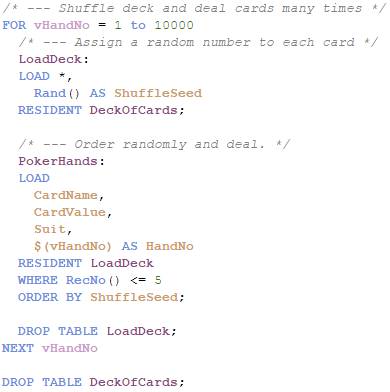 /* --- Shuffle deck and deal cards many times */
FOR vHandNo = 1 to 10000
/* --- Assign a random number to each card */
LoadDeck:
LOAD *,
Rand() AS ShuffleSeed
RESIDENT DeckOfCards;
/* --- Order randomly and deal. */
PokerHands:
LOAD
CardName,
CardValue,
Suit,
$(vHandNo) AS HandNo
RESIDENT LoadDeck
WHERE RecNo() <= 5
ORDER BY ShuffleSeed;
DROP TABLE LoadDeck;
NEXT vHandNo
DROP TABLE DeckOfCards;